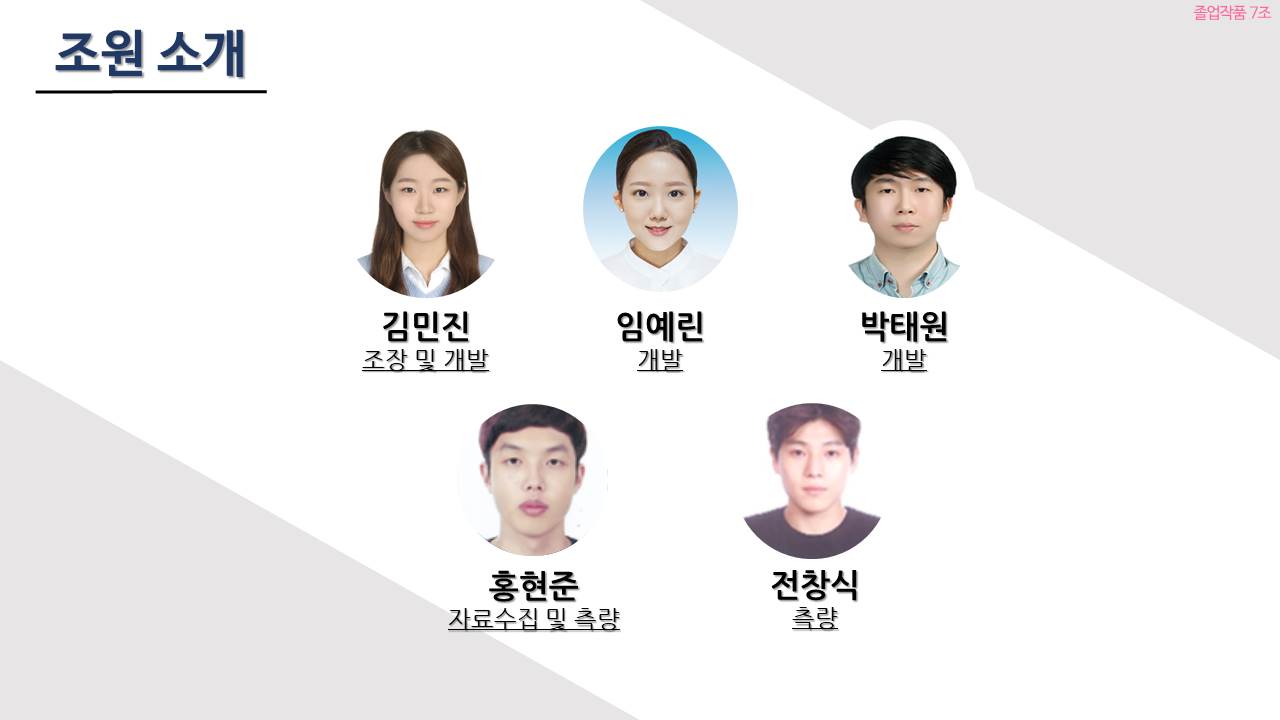 졸업작품 7조
조원 소개
김민진
조장 및 개발
임예린
개발
박태원
개발
홍현준
자료수집 및 측량
전창식
측량